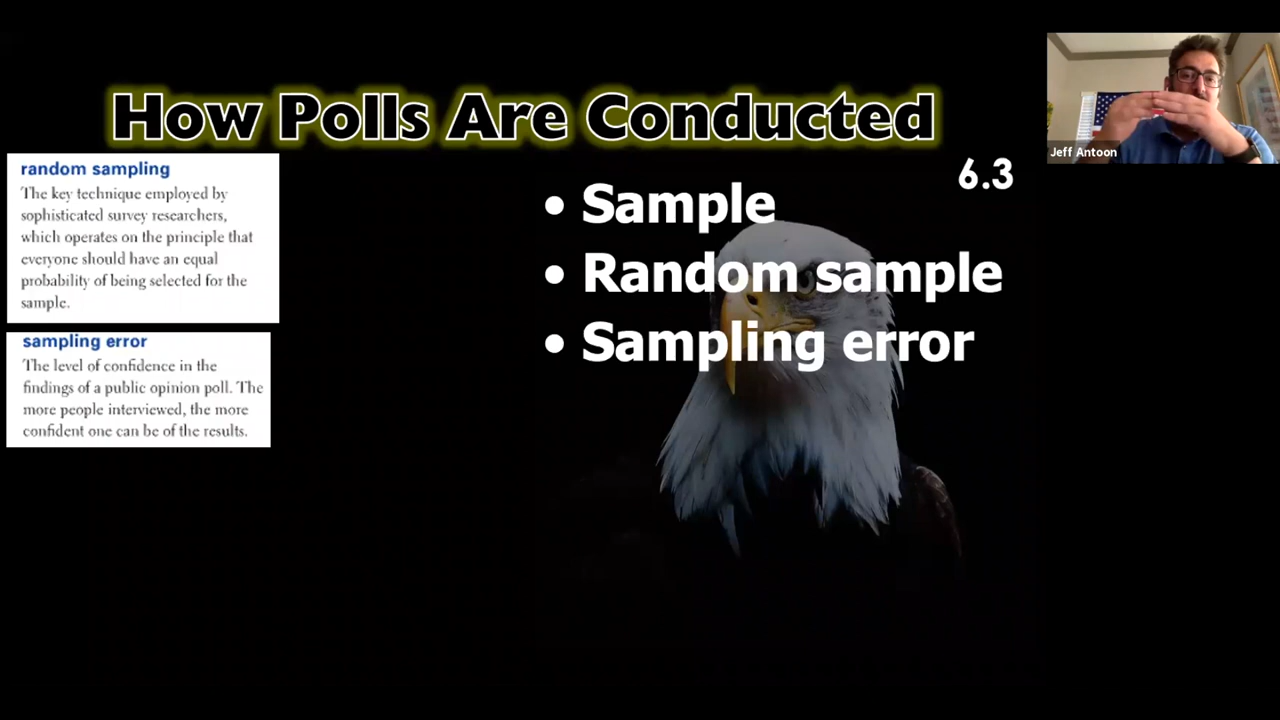 How Polls Are Conducted
Jeff Antoon
6.3
random sampling
The key technique employed by
sophisticated survey researchers,
which operates on the principle that
everyone should have an equal
probability of being selected for the
sample.
sampling error
The level of confidence in the
findings of a public opinion poll. The
more people interviewed, the more
confident one can be of the results.
• Sample
• Random sample
• Sampling error